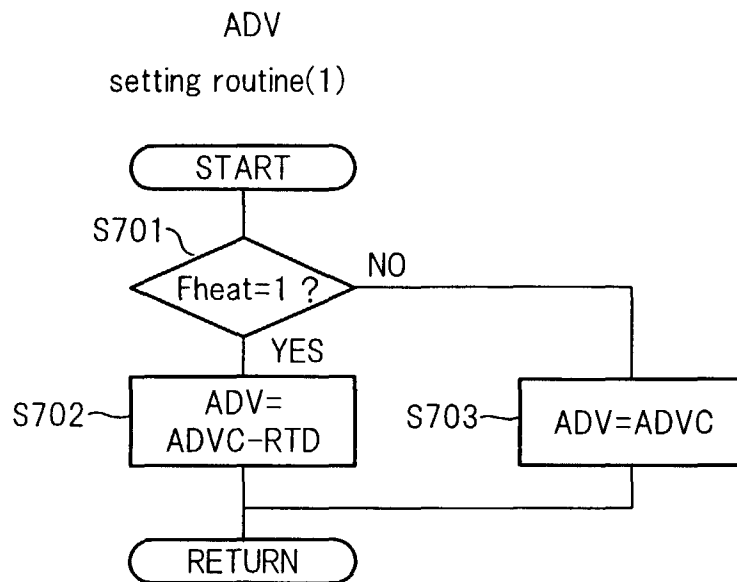 ADV
setting routine(1)
START
S701
Fheat=1 ?
NO
YES
S702
ADV=
ADVC-RTD
S703
ADV=ADVC
RETURN